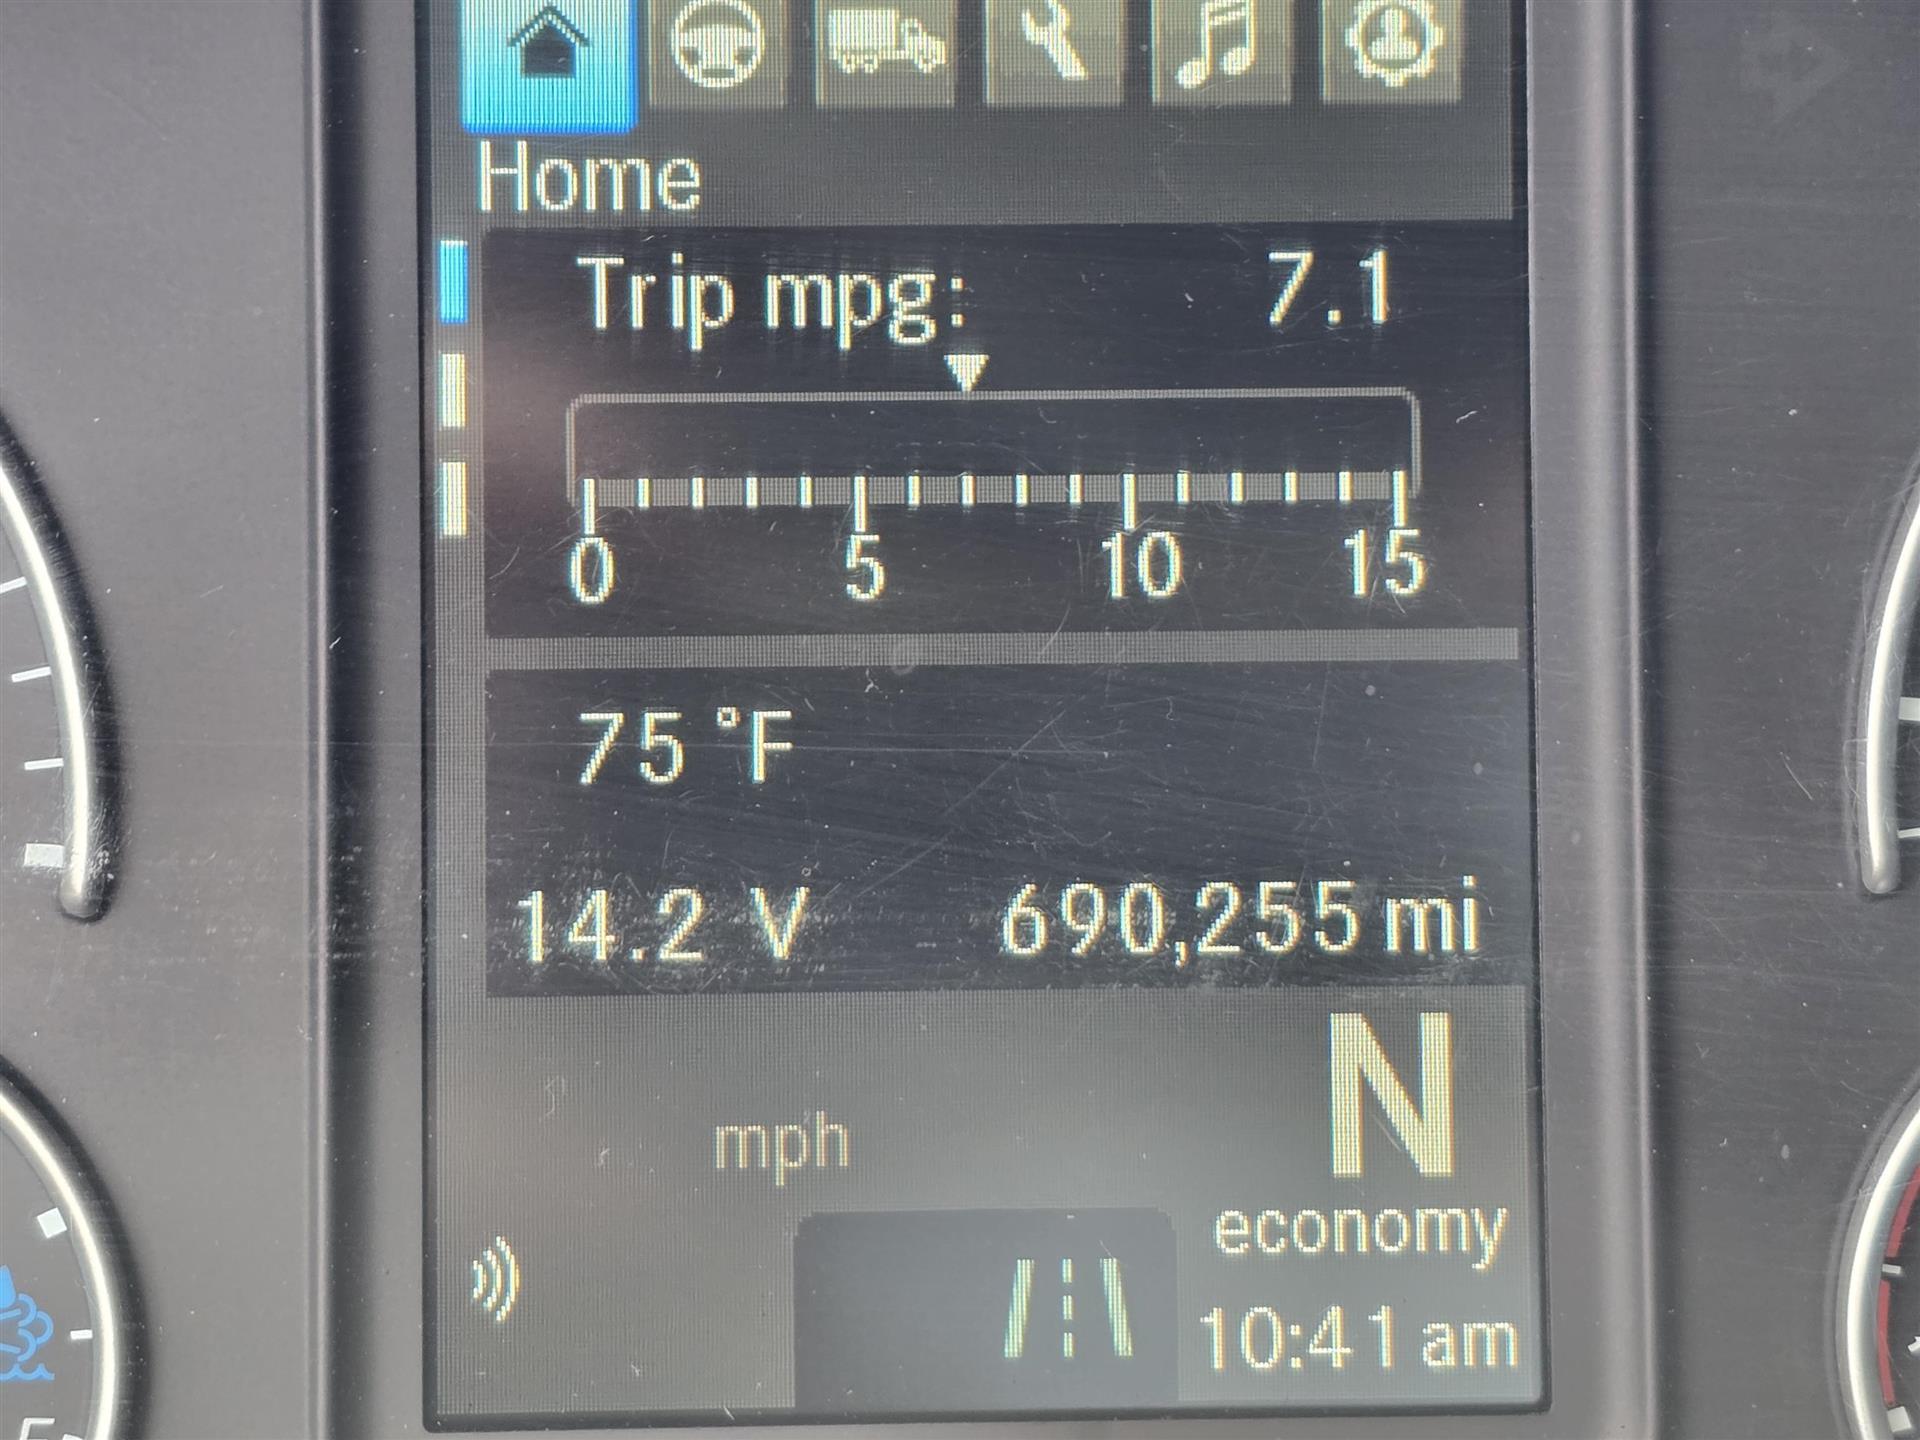 Home
Trip mpg: 7.1
0 5 10 15
75 °F
14.2 V 690,255 mi
N
mph
economy
10:41 am